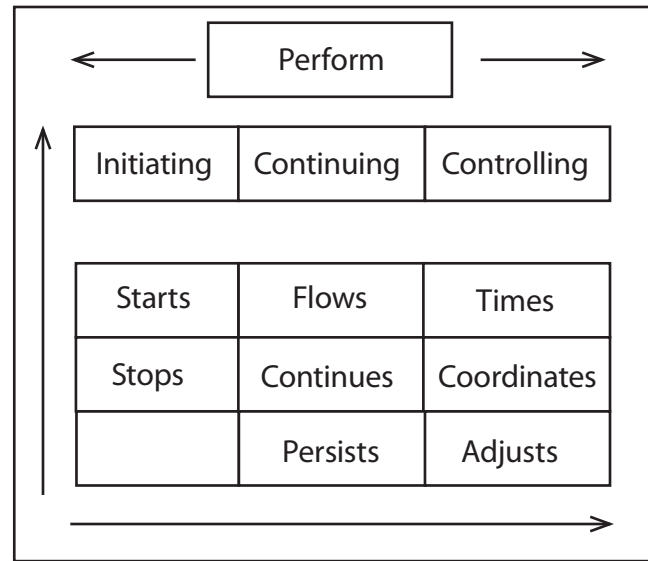 Perform
Initiating Continuing Controlling
Starts Flows Times
Stops Continues Coordinates
Persists Adjusts